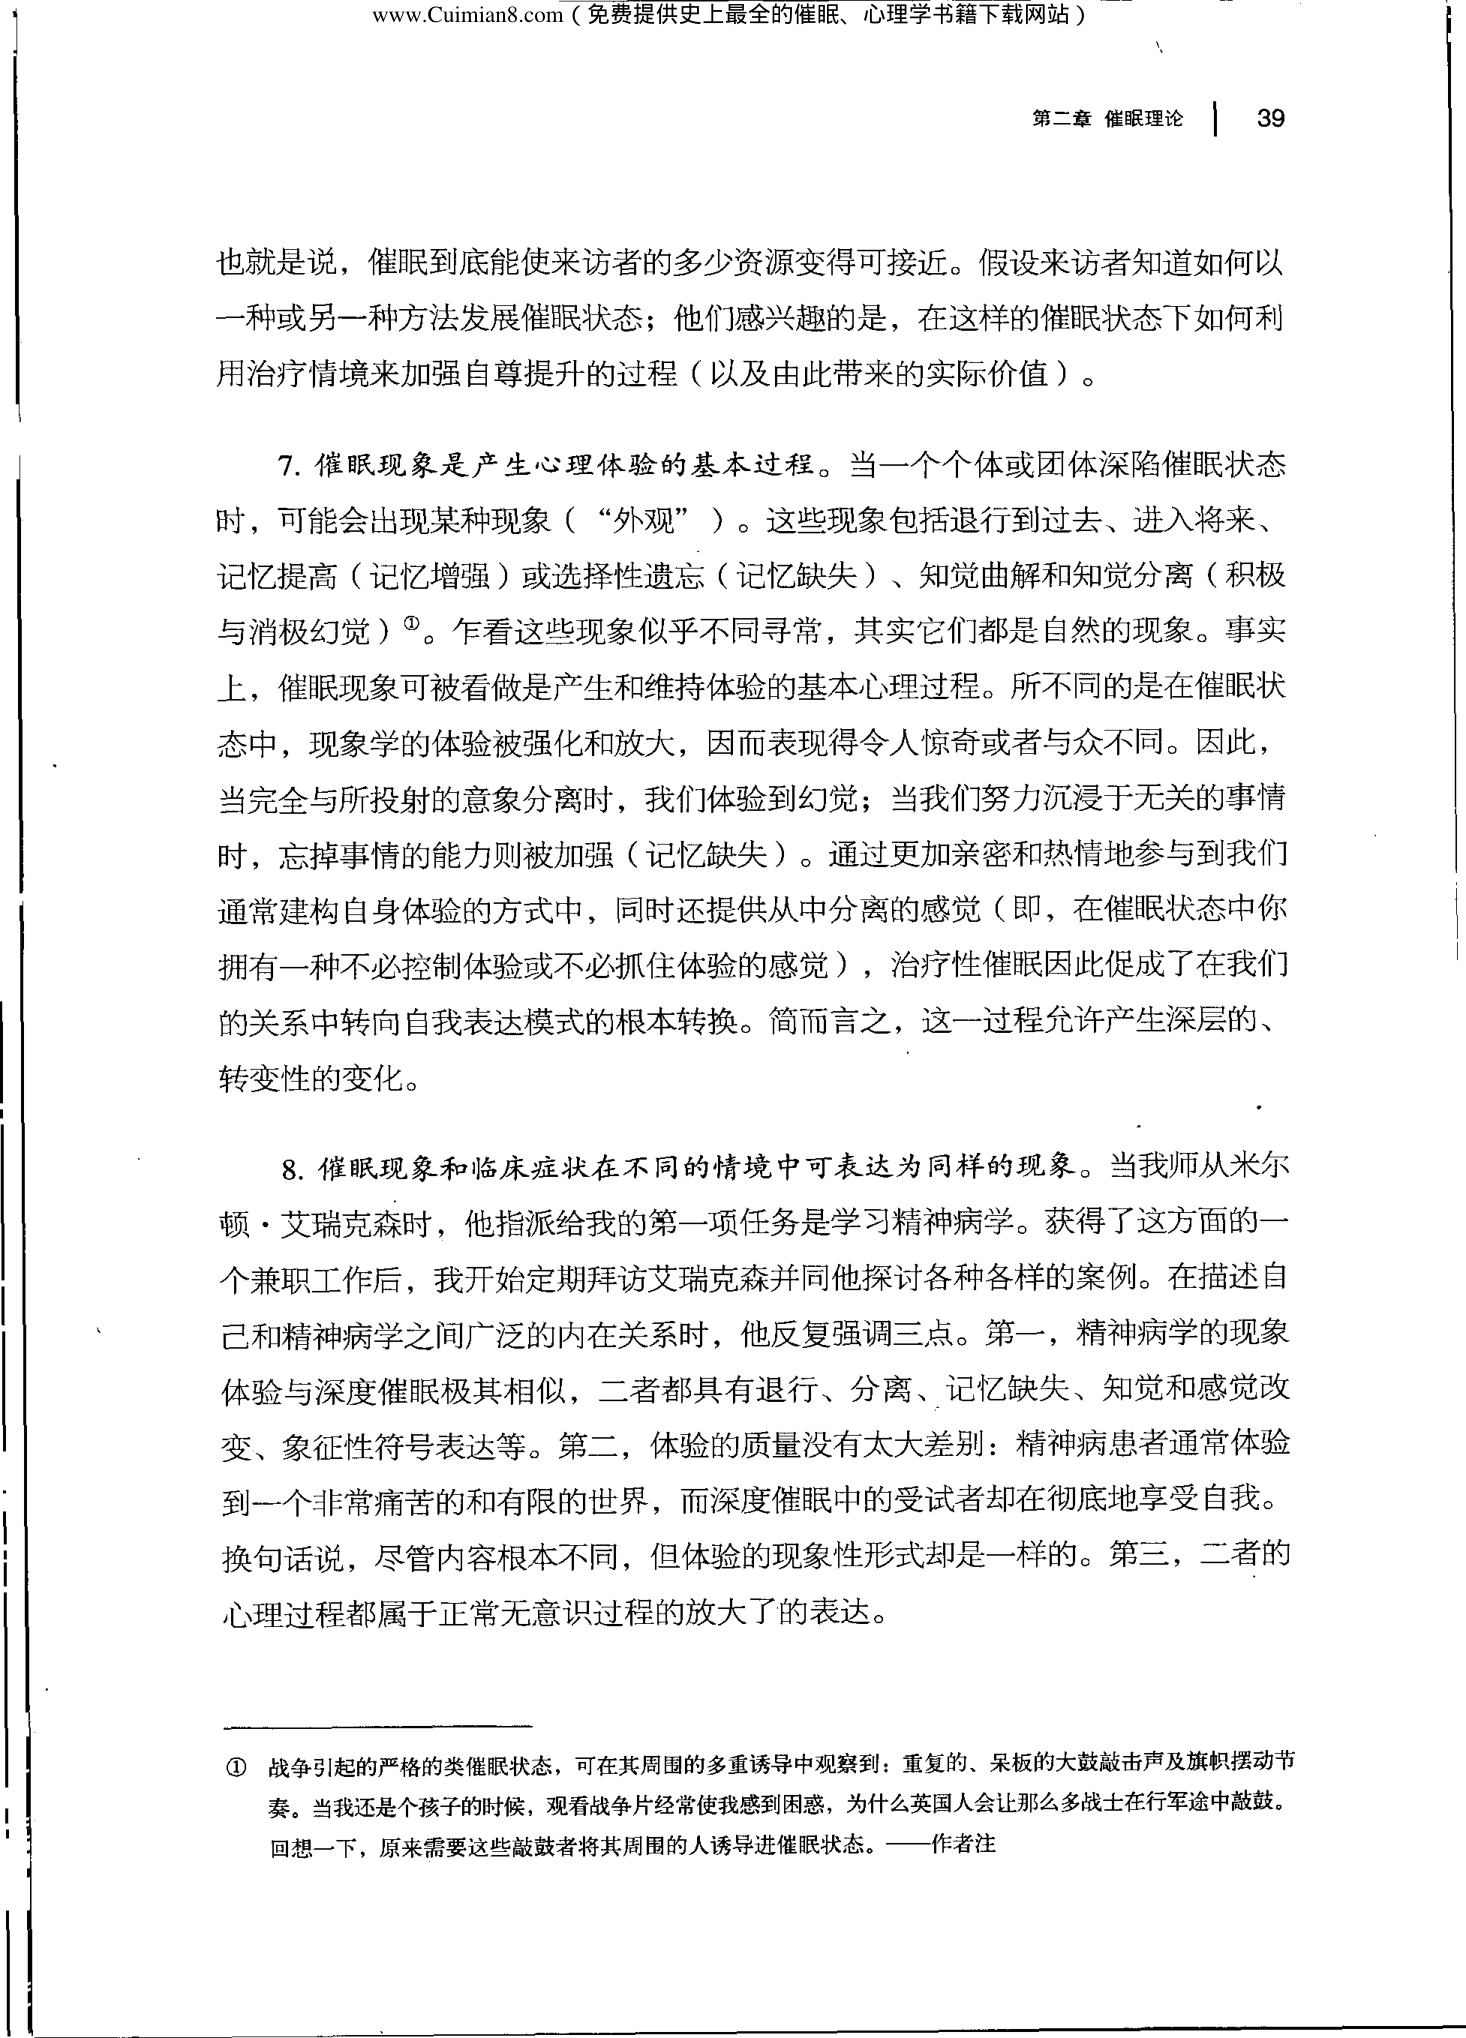 www.Cuimian8.com（免费提供史上最全的催眠、心理学书籍下载网站）
第二章 催眠理论 | 39
也就是说，催眠到底能使来访者的多少资源变得可接近。假设来访者知道如何以
一种或另一种方法发展催眠状态；他们感兴趣的是，在这样的催眠状态下如何利
用治疗情境来加强自尊提升的过程（以及由此带来的实际价值）。
7. 催眠现象是产生心理体验的基本过程。当一个个体或团体深陷催眠状态
时，可能会出现某种现象（“外观”）。这些现象包括退行到过去、进入将来、
记忆提高（记忆增强）或选择性遗忘（记忆缺失）、知觉曲解和知觉分离（积极
与消极幻觉）①。乍看这些现象似乎不同寻常，其实它们都是自然的现象。事实
上，催眠现象可被看做是产生和维持体验的基本心理过程。所不同的是在催眠状
态中，现象学的体验被强化和放大，因而表现得令人惊奇或者与众不同。因此，
当完全与所投射的意象分离时，我们体验到幻觉；当我们努力沉浸于无关的事情
时，忘掉事情的能力则被加强（记忆缺失）。通过更加亲密和热情地参与到我们
通常建构自身体验的方式中，同时还提供从中分离的感觉（即，在催眠状态中你
拥有一种不必控制体验或不必抓住体验的感觉），治疗性催眠因此促成了在我们
的关系中转向自我表达模式的根本转换。简而言之，这一过程允许产生深层的、
转变性的变化。
8. 催眠现象和临床症状在不同的情境中可表达为同样的现象。当我师从米尔
顿·艾瑞克森时，他指派给我的第一项任务是学习精神病学。获得了这方面的一
个兼职工作后，我开始定期拜访艾瑞克森并同他探讨各种各样的案例。在描述自
己和精神病学之间广泛的内在关系时，他反复强调三点。第一，精神病学的现象
体验与深度催眠极其相似，二者都具有退行、分离、记忆缺失、知觉和感觉改
变、象征性符号表达等。第二，体验的质量没有太大差别：精神病患者通常体验
到一个非常痛苦的和有限的世界，而深度催眠中的受试者却在彻底地享受自我。
换句话说，尽管内容根本不同，但体验的现象性形式却是一样的。第三，二者的
心理过程都属于正常无意识过程的放大了的表达。
① 战争引起的严格的类催眠状态，可在其周围的多重诱导中观察到：重复的、呆板的大鼓敲击声及旗帜摆动节
奏。当我还是个孩子的时候，观看战争片经常使我感到困惑，为什么英国人会让那么多战士在行军途中敲鼓。
回想一下，原来需要这些敲鼓者将其周围的人诱导进催眠状态。——作者注